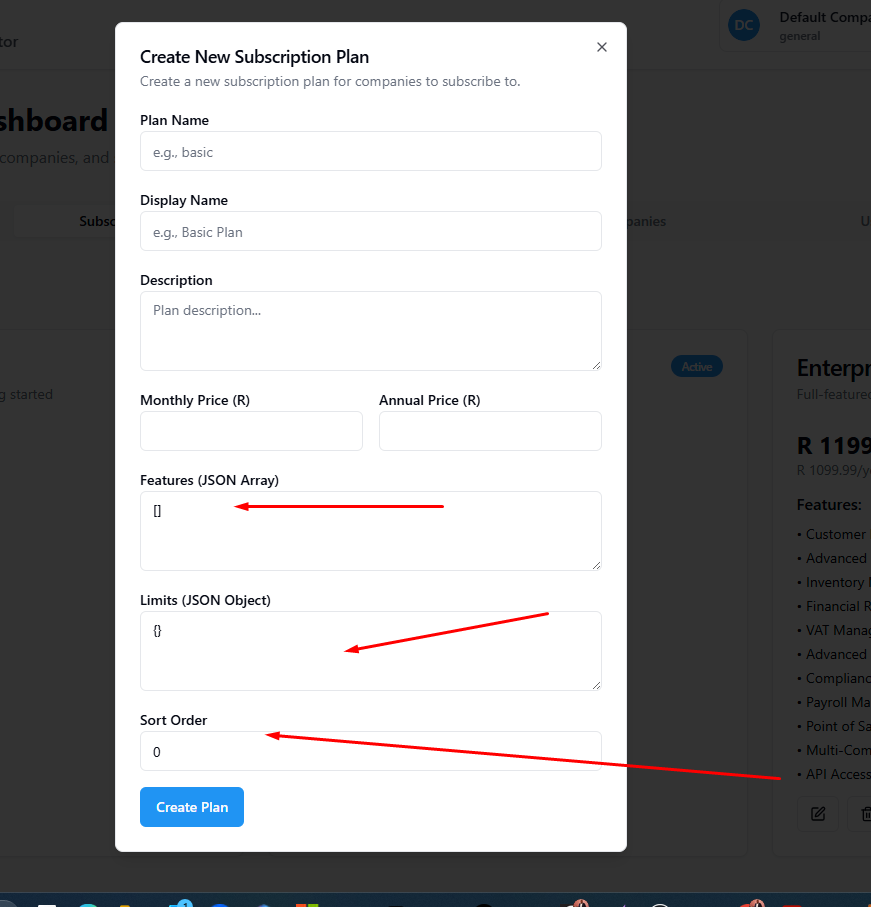 DC
Default Compa
general
tor
Create New Subscription Plan
Create a new subscription plan for companies to subscribe to.
shboard
companies, and
Plan Name
e.g., basic
Display Name
e.g., Basic Plan
Subsc
panies
U
Description
Plan description...
Active
g started
Enterpr
Full-feature
Monthly Price (R)
Annual Price (R)
R 1199
R 1099.99/y
Features (JSON Array)
[]
Features:
• Customer
• Advanced
• Inventory
• Financial R
• VAT Manag
• Advanced
• Complianc
• Payroll Ma
• Point of Sa
• Multi-Com
• API Access
Limits (JSON Object)
{}
Sort Order
0
Create Plan
1